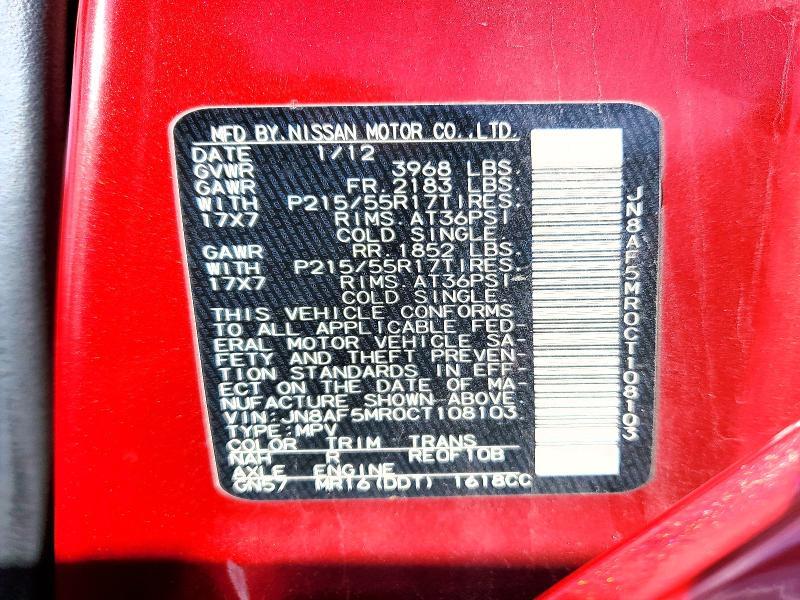 MFD BY NISSAN MOTOR CO.,LTD.
DATE 1/12
GVWR 3968 LBS.
GAWR FR. 2183 LBS.
WITH P215/55R17TIRES.
17X7 RIMS AT36PSI
COLD SINGLE
GAWR RR. 1852 LBS.
WITH P215/55R17TIRES.
17X7 RIMS AT36PSI
COLD SINGLE
THIS VEHICLE CONFORMS
TO ALL APPLICABLE FED-
ERAL MOTOR VEHICLE SA-
FETY AND THEFT PREVEN-
TION STANDARDS IN EFF-
ECT ON THE DATE OF MA-
NUFACTURE SHOWN ABOVE.
VIN:JN8AF5MR0CT108103
TYPE:MPV
COLOR TRIM TRANS
NAH R RE0F10B
AXLE ENGINE
GN57 MR16(DDT) 1618CC
JN8AF5MR0CT108103